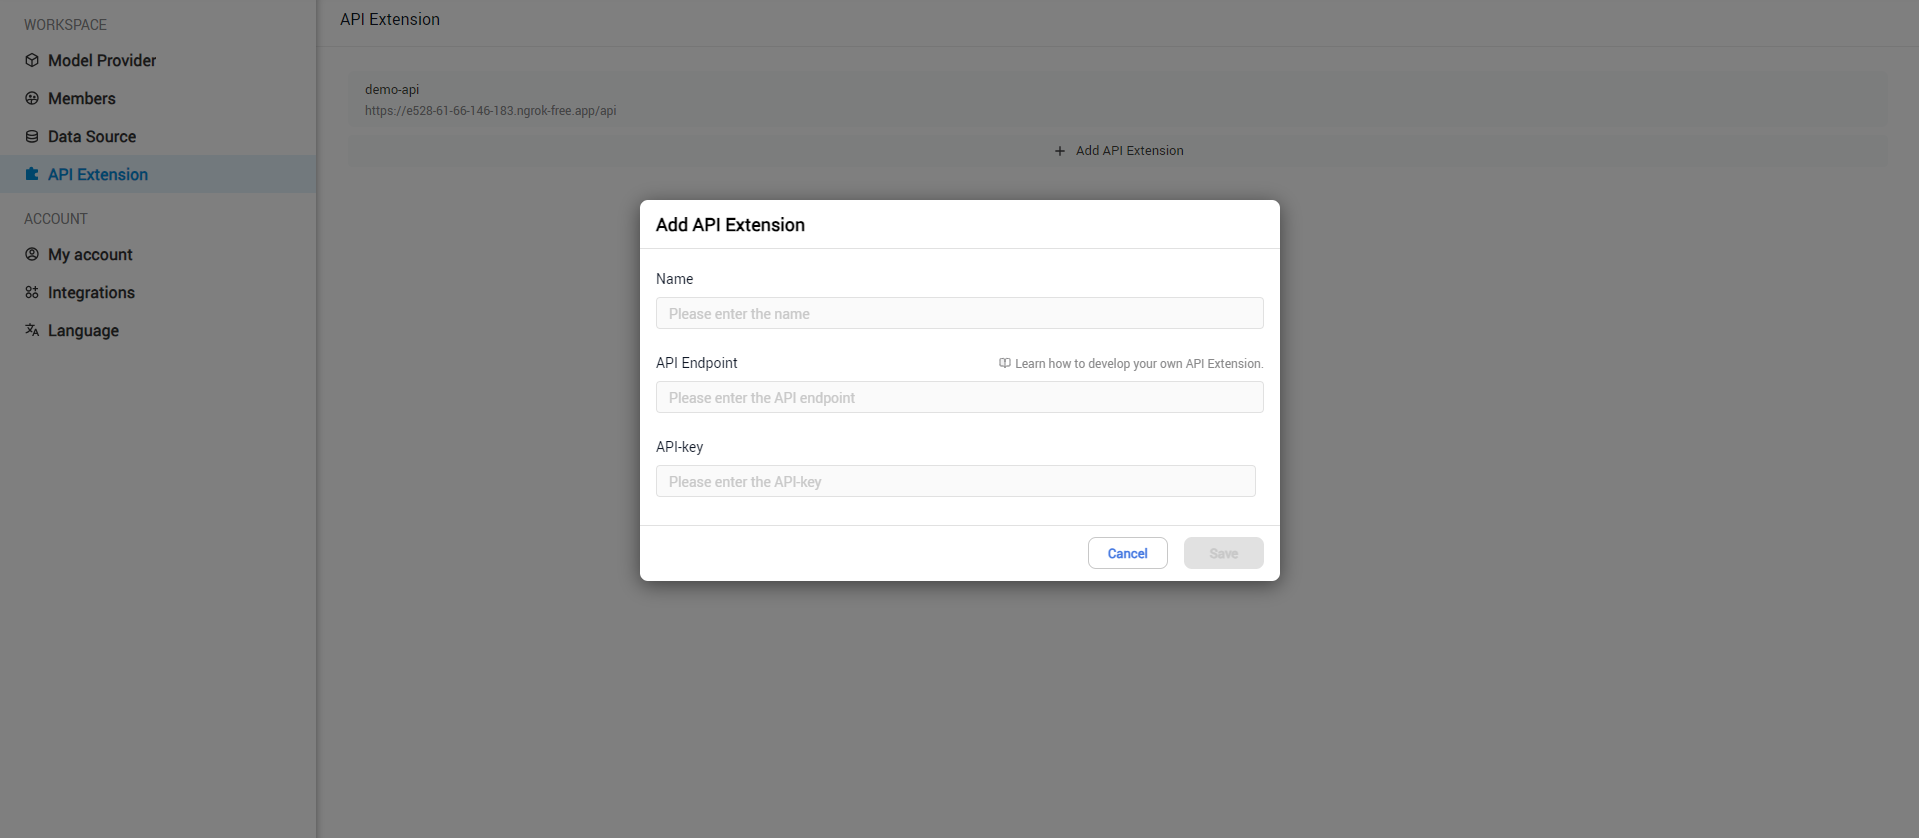 WORKSPACE
Model Provider
Members
Data Source
API Extension
ACCOUNT
My account
Integrations
Language
API Extension
demo-api
https://e528-61-66-146-183.ngrok-free.app/api
Add API Extension
Add API Extension
Name
Please enter the name
API Endpoint
Learn how to develop your own API Extension.
Please enter the API endpoint
API-key
Please enter the API-key
Cancel
Save